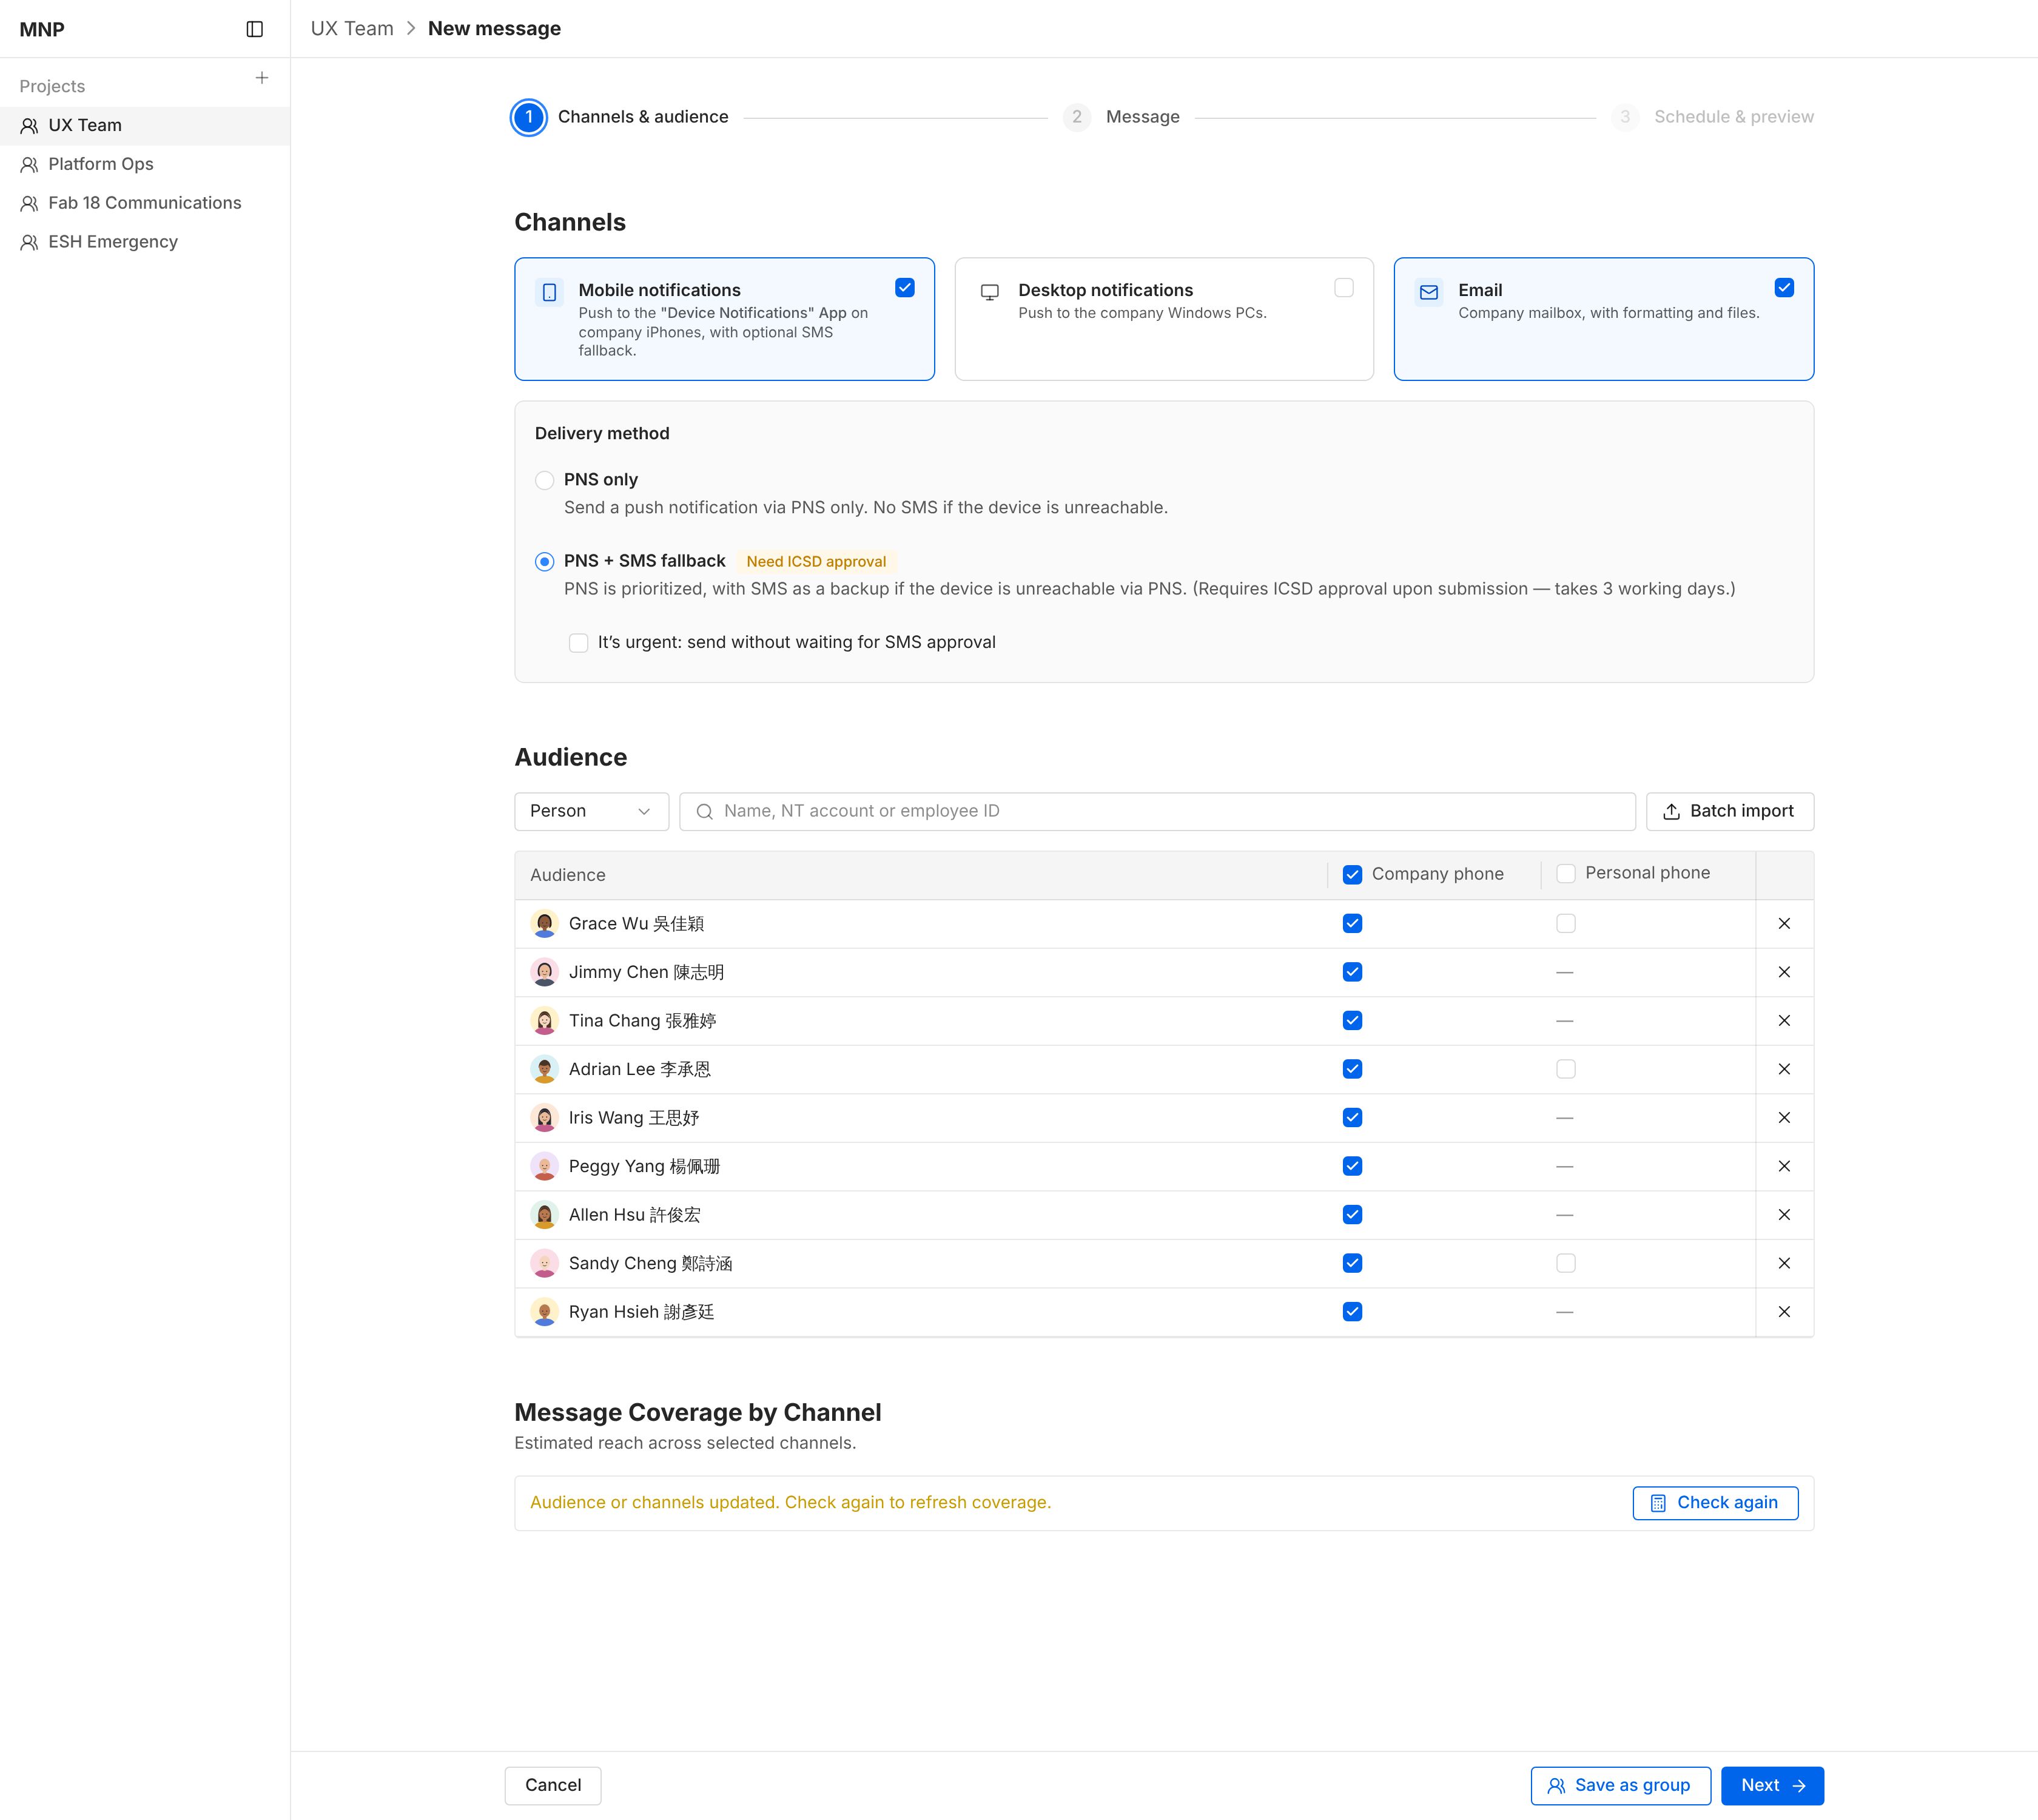 MNP
Projects
UX Team
Platform Ops
Fab 18 Communications
ESH Emergency
UX Team > New message
1 Channels & audience
2 Message
3 Schedule & preview
Channels
Mobile notifications
Push to the "Device Notifications" App on
company iPhones, with optional SMS
fallback.
Desktop notifications
Push to the company Windows PCs.
Email
Company mailbox, with formatting and files.
Delivery method
PNS only
Send a push notification via PNS only. No SMS if the device is unreachable.
PNS + SMS fallback Need ICSD approval
PNS is prioritized, with SMS as a backup if the device is unreachable via PNS. (Requires ICSD approval upon submission — takes 3 working days.)
It’s urgent: send without waiting for SMS approval
Audience
Person
Name, NT account or employee ID
Batch import
Audience Company phone Personal phone
Grace Wu 吳佳穎
Jimmy Chen 陳志明 —
Tina Chang 張雅婷 —
Adrian Lee 李承恩
Iris Wang 王思妤 —
Peggy Yang 楊佩珊 —
Allen Hsu 許俊宏 —
Sandy Cheng 鄭詩涵
Ryan Hsieh 謝彥廷 —
Message Coverage by Channel
Estimated reach across selected channels.
Audience or channels updated. Check again to refresh coverage.
Check again
Cancel
Save as group
Next